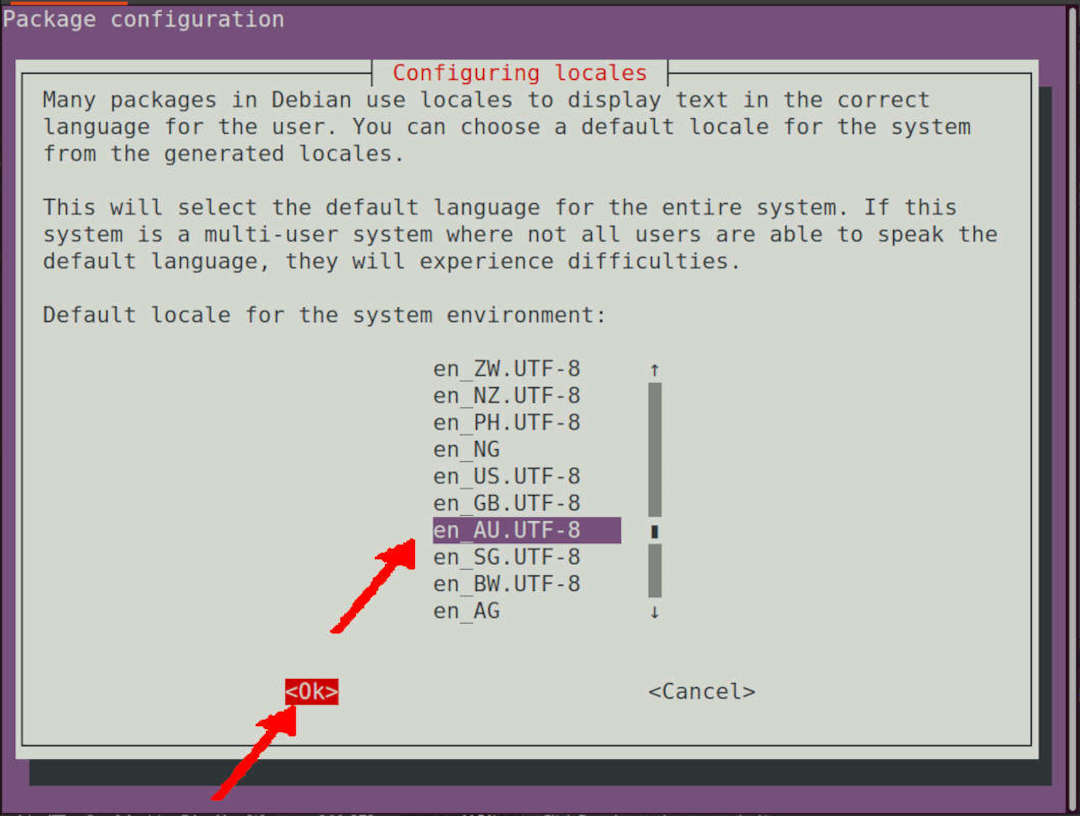 Package configuration
Configuring locales
Many packages in Debian use locales to display text in the correct
language for the user. You can choose a default locale for the system
from the generated locales.
This will select the default language for the entire system. If this
system is a multi-user system where not all users are able to speak the
default language, they will experience difficulties.
Default locale for the system environment:
en_ZW.UTF-8
en_NZ.UTF-8
en_PH.UTF-8
en_NG
en_US.UTF-8
en_GB.UTF-8
en_AU.UTF-8
en_SG.UTF-8
en_BW.UTF-8
en_AG
<Ok> <Cancel>